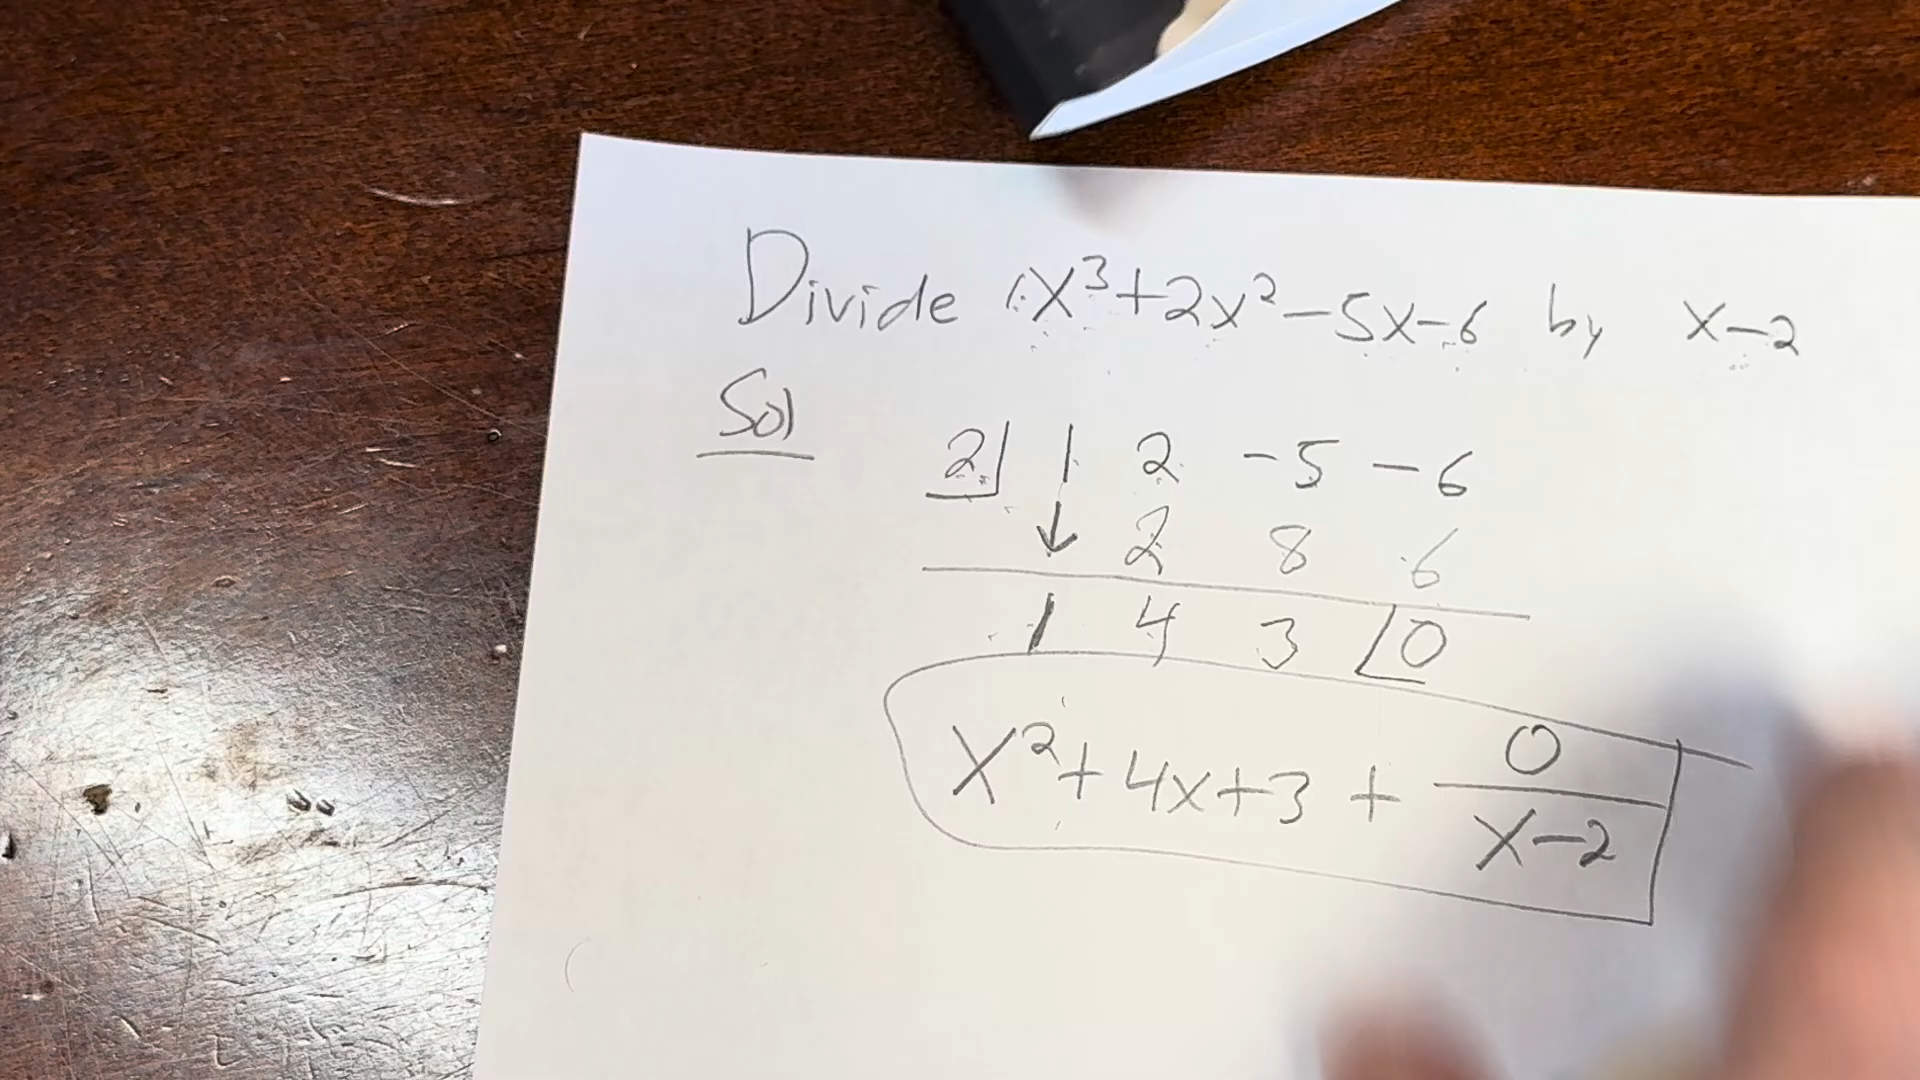 Divide 1x³+2x²-5x-6 by x-2
Sol
2| 1 2 -5 -6
↓ 2 8 6
1 4 3 |0
x²+4x+3 + 0/(x-2)